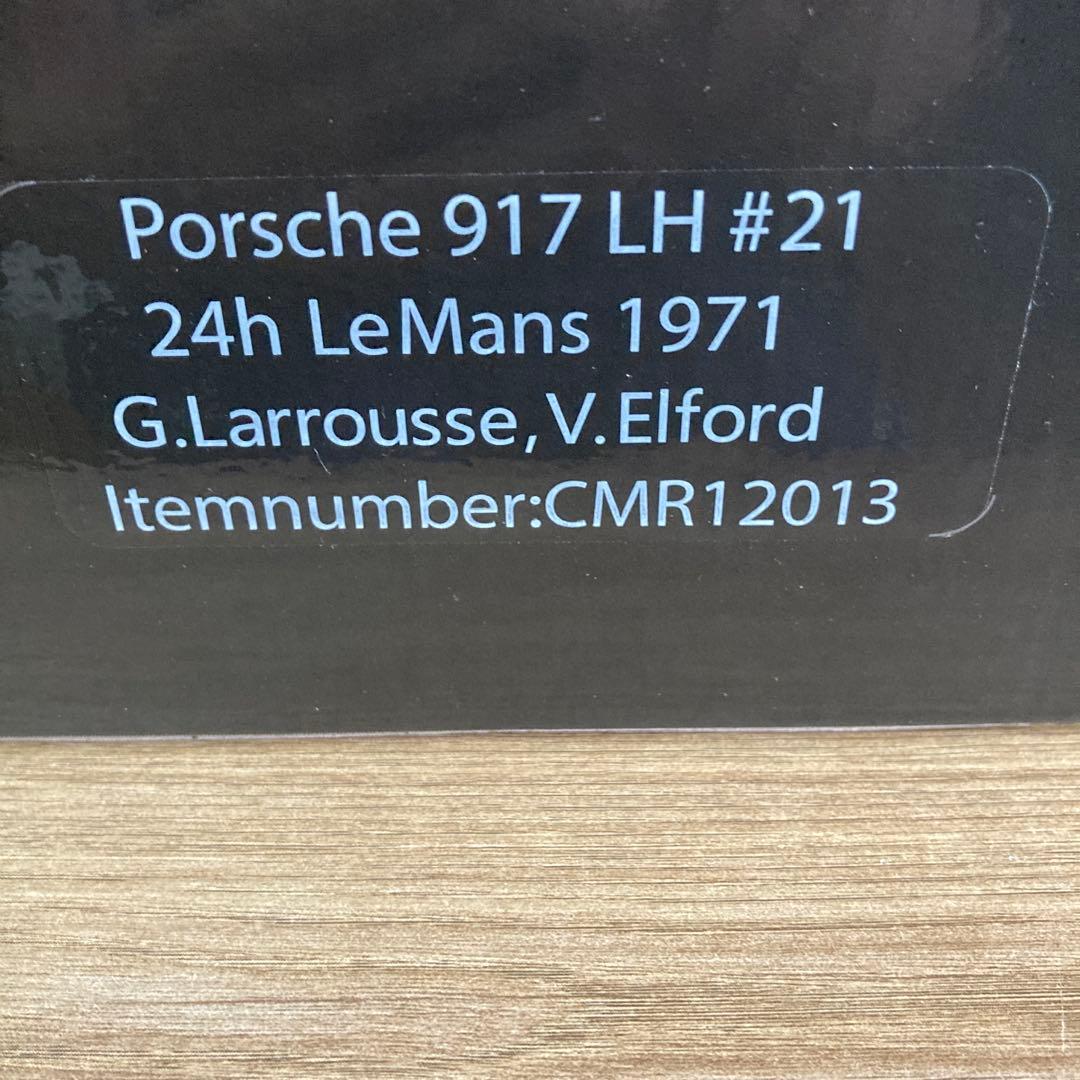 Porsche 917 LH #21
24h LeMans 1971
G.Larrousse, V.Elford
Itemnumber:CMR12013